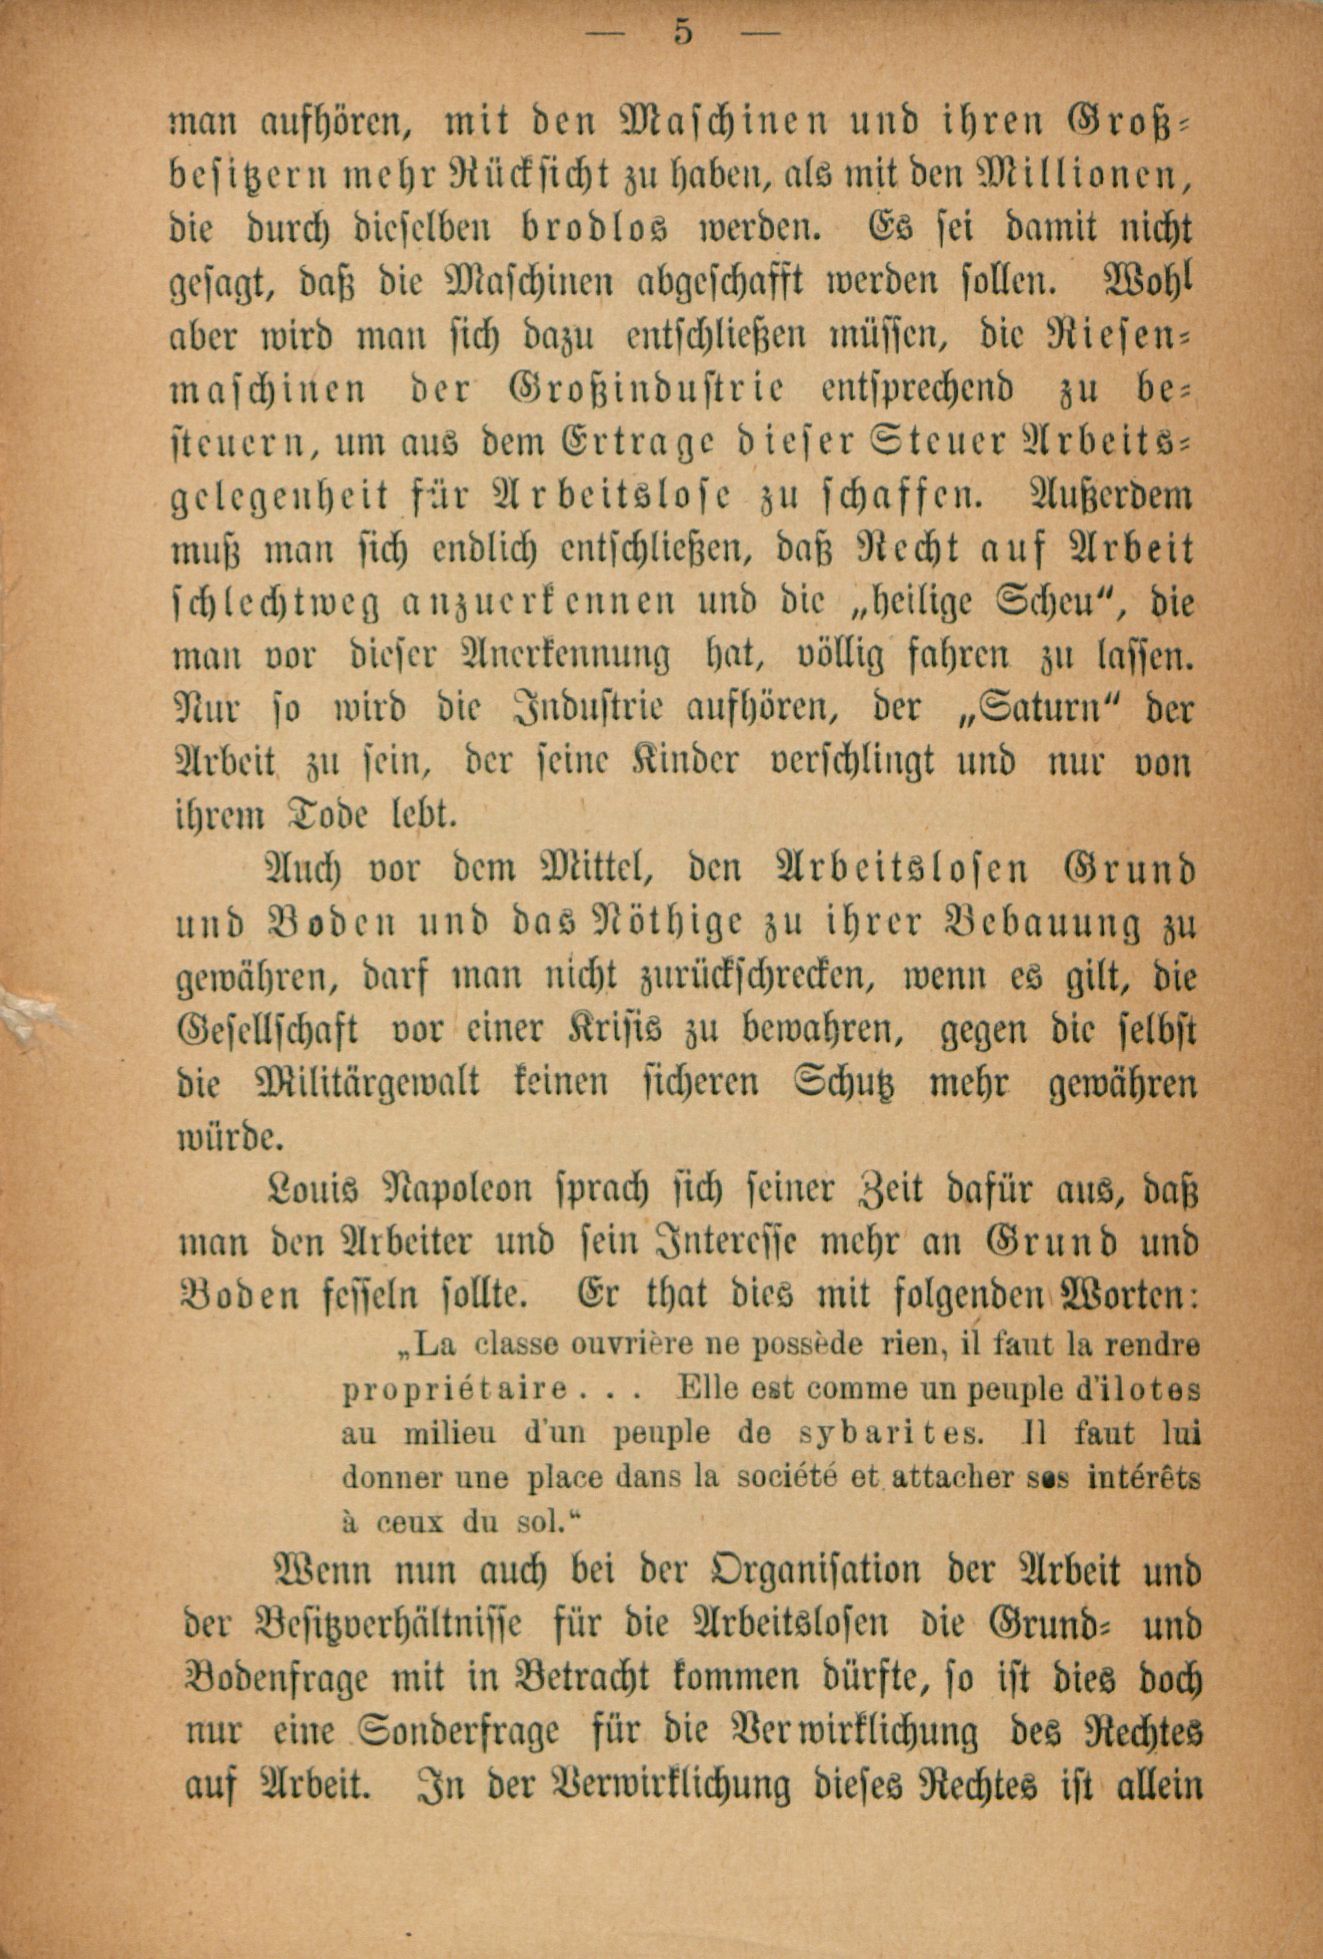 — 5 —
man aufhören, mit den Maschinen und ihren Groß-
besitzern mehr Rücksicht zu haben, als mit den Millionen,
die durch dieselben brodlos werden. Es sei damit nicht
gesagt, daß die Maschinen abgeschafft werden sollen. Wohl
aber wird man sich dazu entschließen müssen, die Riesen-
maschinen der Großindustrie entsprechend zu be-
steuern, um aus dem Ertrage dieser Steuer Arbeits-
gelegenheit für Arbeitslose zu schaffen. Außerdem
muß man sich endlich entschließen, daß Recht auf Arbeit
schlechtweg anzuerkennen und die „heilige Scheu“, die
man vor dieser Anerkennung hat, völlig fahren zu lassen.
Nur so wird die Industrie aufhören, der „Saturn“ der
Arbeit zu sein, der seine Kinder verschlingt und nur von
ihrem Tode lebt.
Auch vor dem Mittel, den Arbeitslosen Grund
und Boden und das Nöthige zu ihrer Bebauung zu
gewähren, darf man nicht zurückschrecken, wenn es gilt, die
Gesellschaft vor einer Krisis zu bewahren, gegen die selbst
die Militärgewalt keinen sicheren Schutz mehr gewähren
würde.
Louis Napoleon sprach sich seiner Zeit dafür aus, daß
man den Arbeiter und sein Interesse mehr an Grund und
Boden fesseln sollte. Er that dies mit folgenden Worten:
„La classe ouvrière ne possède rien, il faut la rendre
propriétaire . . . Elle est comme un peuple d'ilotes
au milieu d'un peuple de sybarites. Il faut lui
donner une place dans la société et attacher ses intérêts
à ceux du sol.“
Wenn nun auch bei der Organisation der Arbeit und
der Besitzverhältnisse für die Arbeitslosen die Grund- und
Bodenfrage mit in Betracht kommen dürfte, so ist dies doch
nur eine Sonderfrage für die Verwirklichung des Rechtes
auf Arbeit. In der Verwirklichung dieses Rechtes ist allein